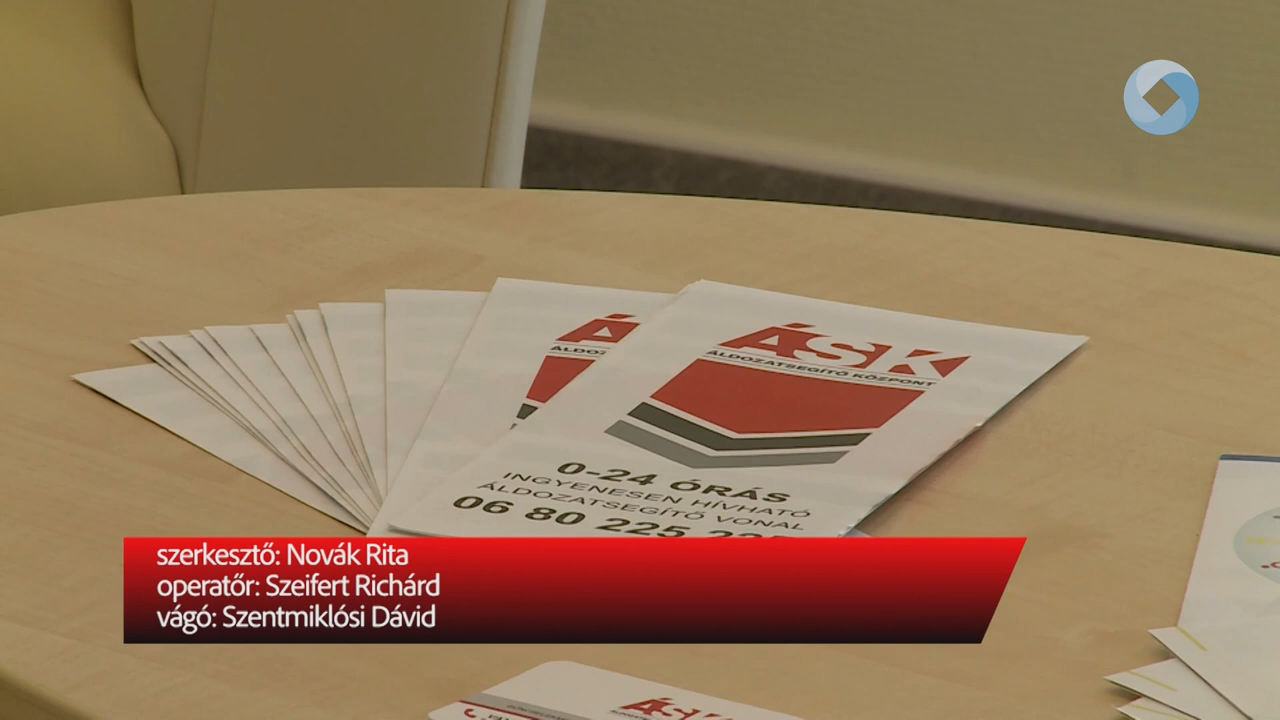 ÁSK
ÁLDOZATSEGÍTŐ KÖZPONT
0-24 ÓRÁS
INGYENESEN HÍVHATÓ
ÁLDOZATSEGÍTŐ VONAL
06 80 225
szerkesztő: Novák Rita
operatőr: Szeifert Richárd
vágó: Szentmiklósi Dávid
ÁSK